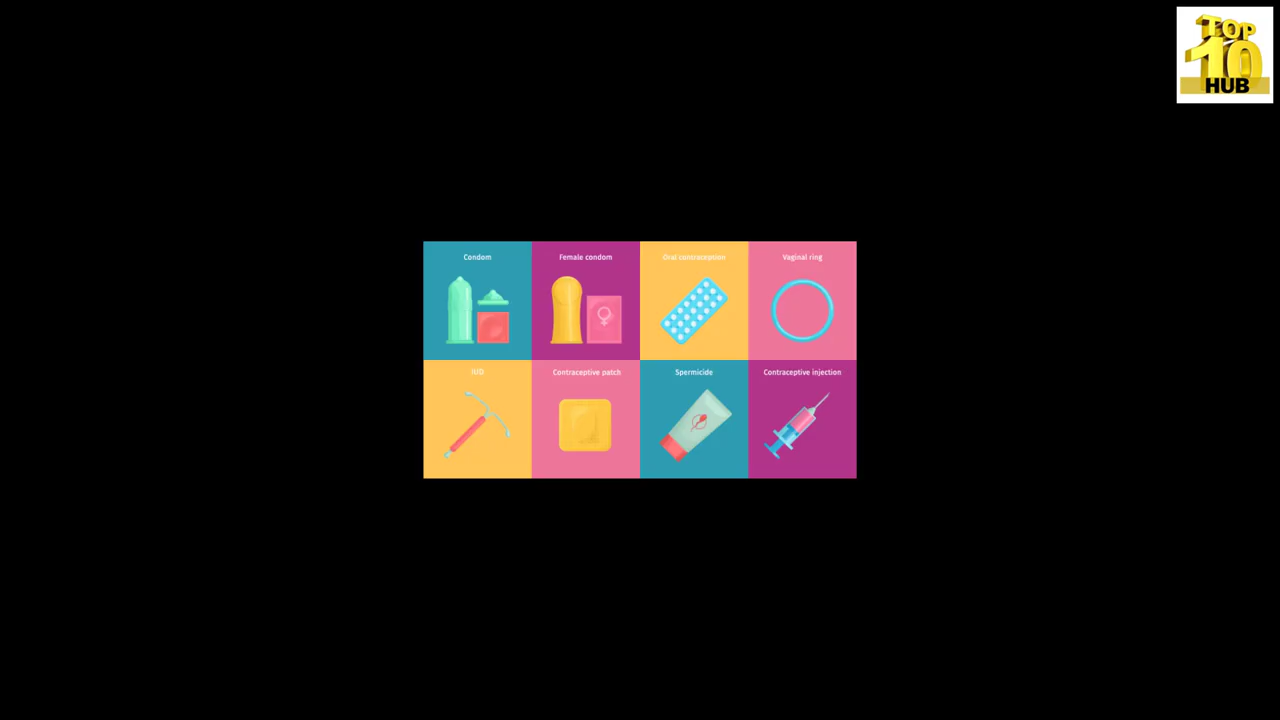 TOP
10
HUB
Condom
Female condom
Oral contraception
Vaginal ring
IUD
Contraceptive patch
Spermicide
Contraceptive injection